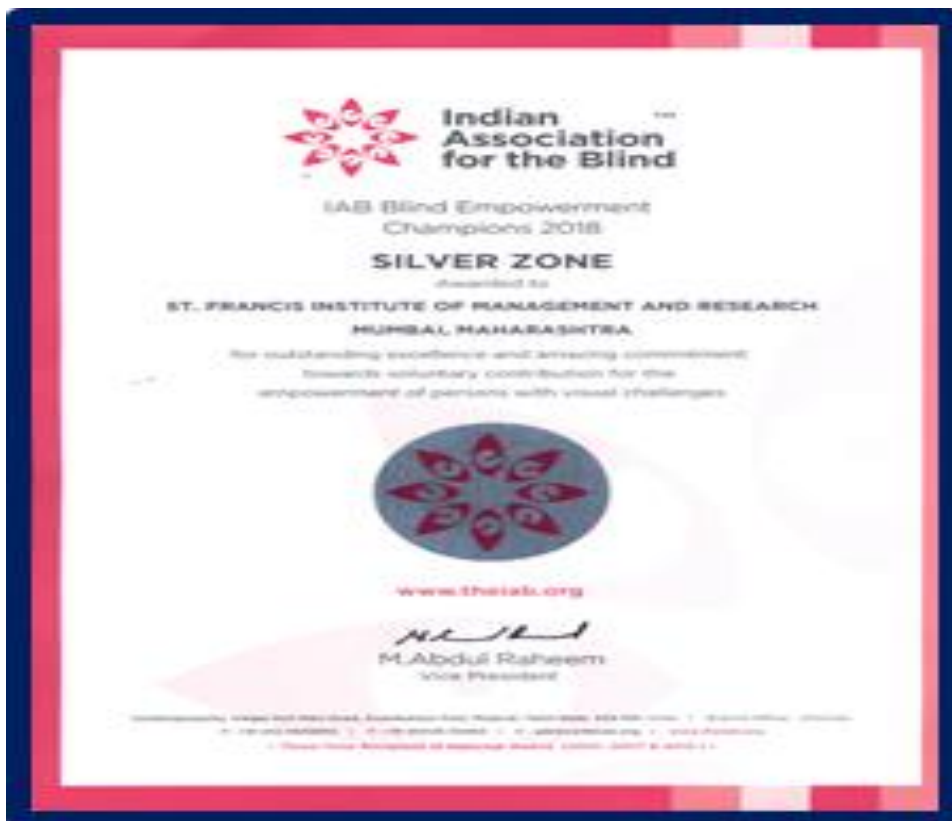 Indian
Association
for the Blind
IAB Blind Empowerment
Champions 2018
SILVER ZONE
Awarded to
ST. FRANCIS INSTITUTE OF MANAGEMENT AND RESEARCH
MUMBAI, MAHARASHTRA
for outstanding excellence and amazing commitment
towards voluntary contribution for the
empowerment of persons with visual challenges
www.theiab.org
M.Abdul Raheem
Vice President